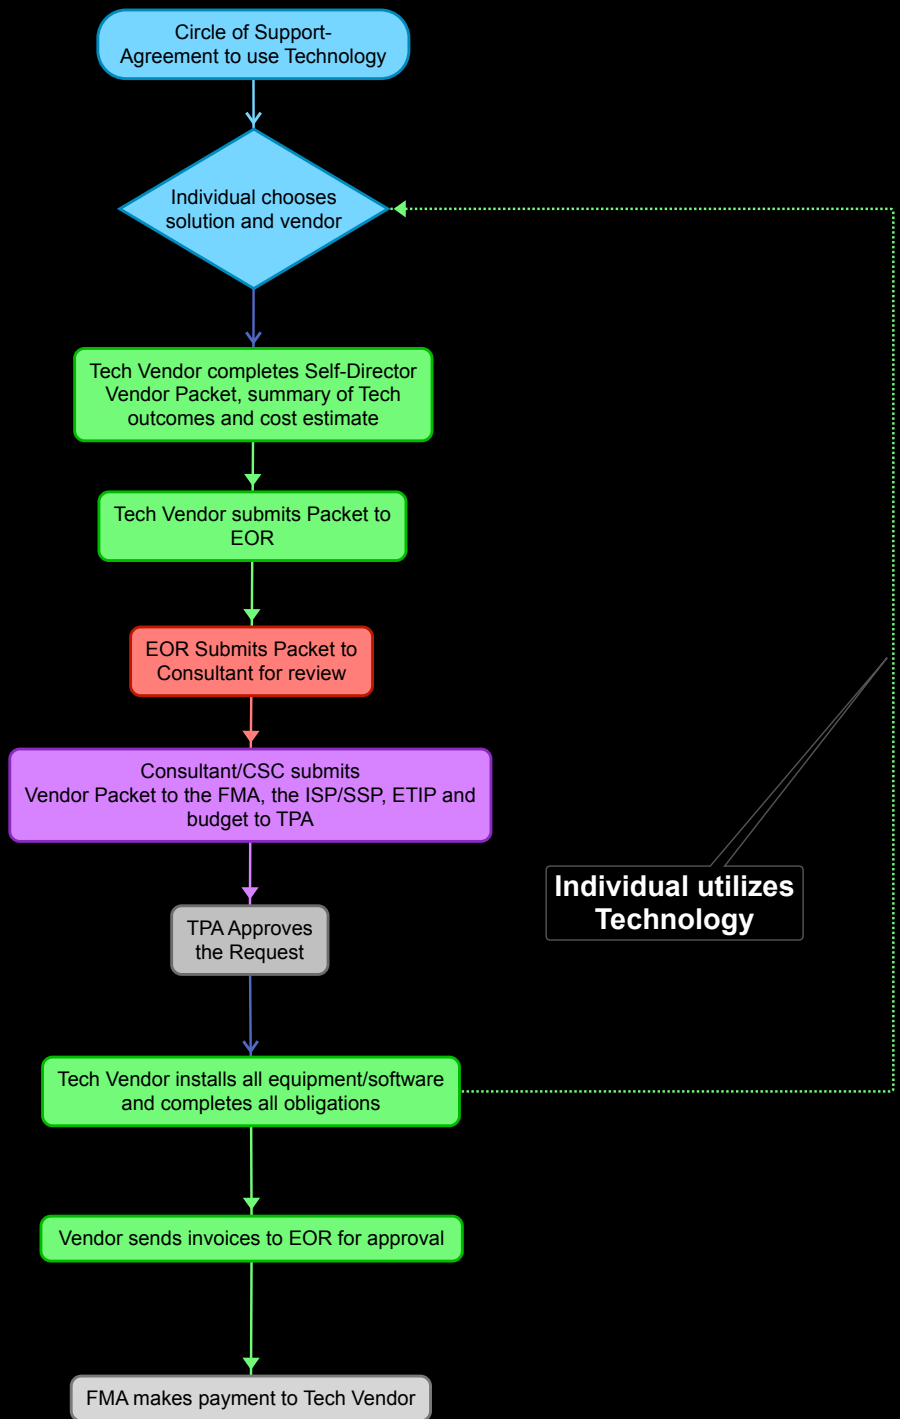 Circle of Support-
Agreement to use Technology
Individual chooses
solution and vendor
Tech Vendor completes Self-Director
Vendor Packet, summary of Tech
outcomes and cost estimate
Tech Vendor submits Packet to
EOR
EOR Submits Packet to
Consultant for review
Consultant/CSC submits
Vendor Packet to the FMA, the ISP/SSP, ETIP and
budget to TPA
Individual utilizes
Technology
TPA Approves
the Request
Tech Vendor installs all equipment/software
and completes all obligations
Vendor sends invoices to EOR for approval
FMA makes payment to Tech Vendor